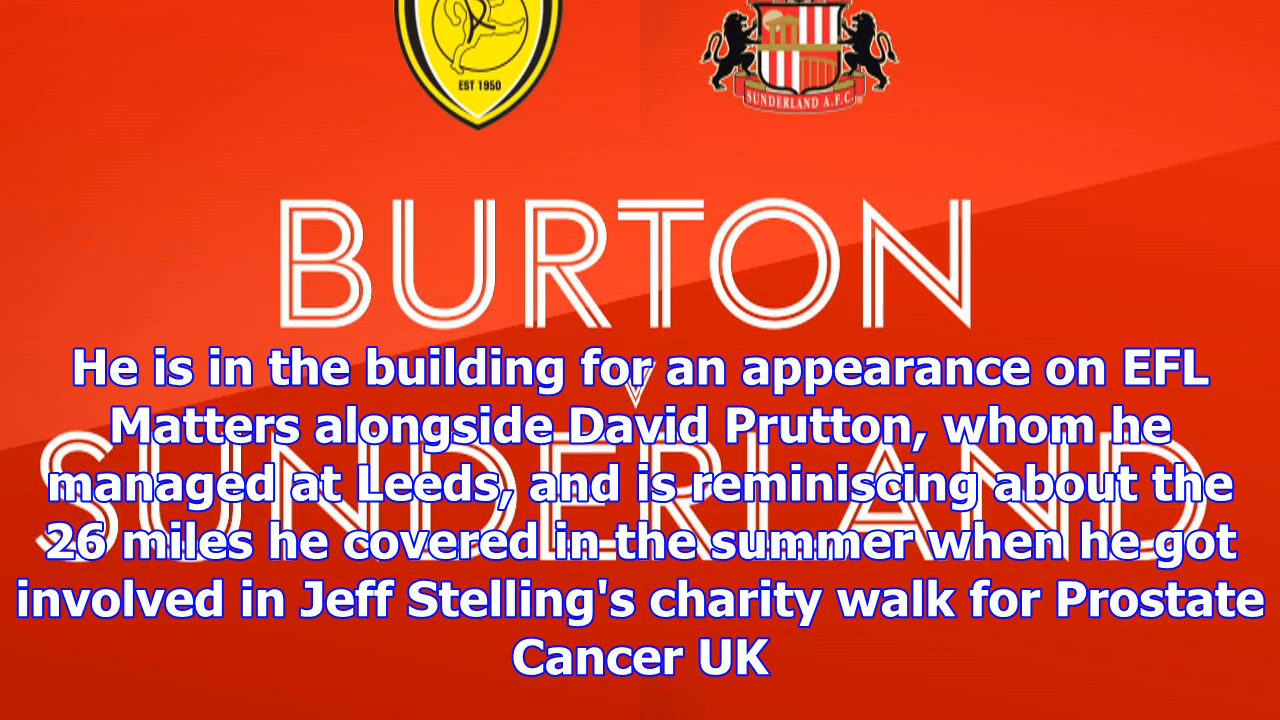 EST 1950
SUNDERLAND A.F.C.
BURTON
V
SUNDERLAND
He is in the building for an appearance on EFL
Matters alongside David Prutton, whom he
managed at Leeds, and is reminiscing about the
26 miles he covered in the summer when he got
involved in Jeff Stelling's charity walk for Prostate
Cancer UK